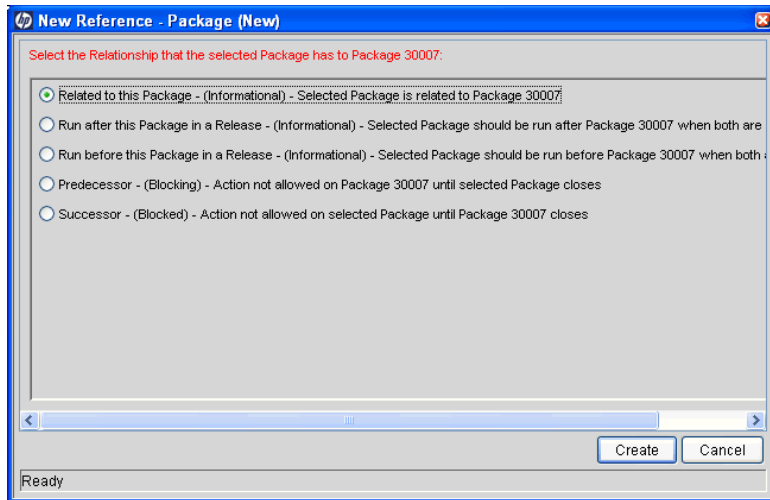 hp New Reference - Package (New)
Select the Relationship that the selected Package has to Package 30007:
Related to this Package - (Informational) - Selected Package is related to Package 30007
Run after this Package in a Release - (Informational) - Selected Package should be run after Package 30007 when both are
Run before this Package in a Release - (Informational) - Selected Package should be run before Package 30007 when both
Predecessor - (Blocking) - Action not allowed on Package 30007 until selected Package closes
Successor - (Blocked) - Action not allowed on selected Package until Package 30007 closes
Create Cancel
Ready